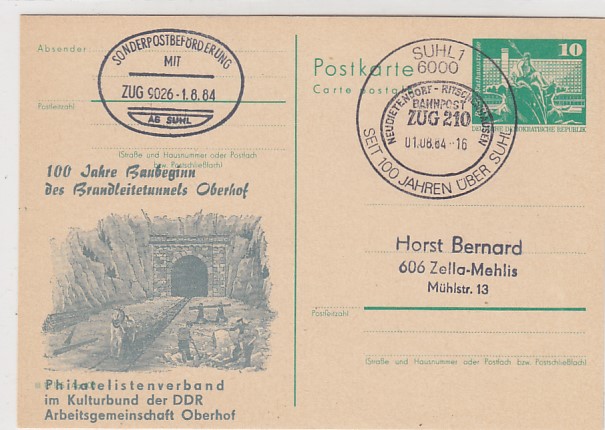 Absender
SONDERPOSTBEFÖRDERUNG
MIT
ZUG 9026-1.8.84
AB SUHL
Postleitzahl
(Straße und Hausnummer oder Postfach
bzw. Postschließfach)
100 Jahre Baubeginn
des Brandleitetunnels Oberhof
Philatelistenverband
im Kulturbund der DDR
Arbeitsgemeinschaft Oberhof
Postkarte
Carte postale
SUHL 1
6000
NEUDIETENDORF-RITSCHENHAUSEN
BAHNPOST
ZUG 210
01.08.84-16
SEIT 100 JAHREN ÜBER SUHL
10
DEUTSCHE DEMOKRATISCHE REPUBLIK
Horst Bernard
606 Zella-Mehlis
Mühlstr. 13
Postleitzahl
(Straße und Hausnummer oder Postfach bzw. Postschließfach)